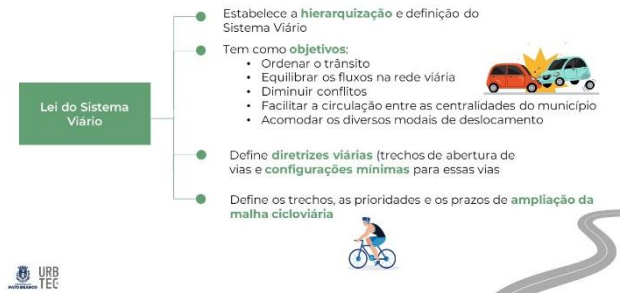 Lei do Sistema
Viário
Estabelece a hierarquização e definição do
Sistema Viário
Tem como objetivos:
• Ordenar o trânsito
• Equilibrar os fluxos na rede viária
• Diminuir conflitos
• Facilitar a circulação entre as centralidades do município
• Acomodar os diversos modais de deslocamento
Define diretrizes viárias (trechos de abertura de
vias e configurações mínimas para essas vias
Define os trechos, as prioridades e os prazos de ampliação da
malha cicloviária
PATO BRANCO
URB
TEC